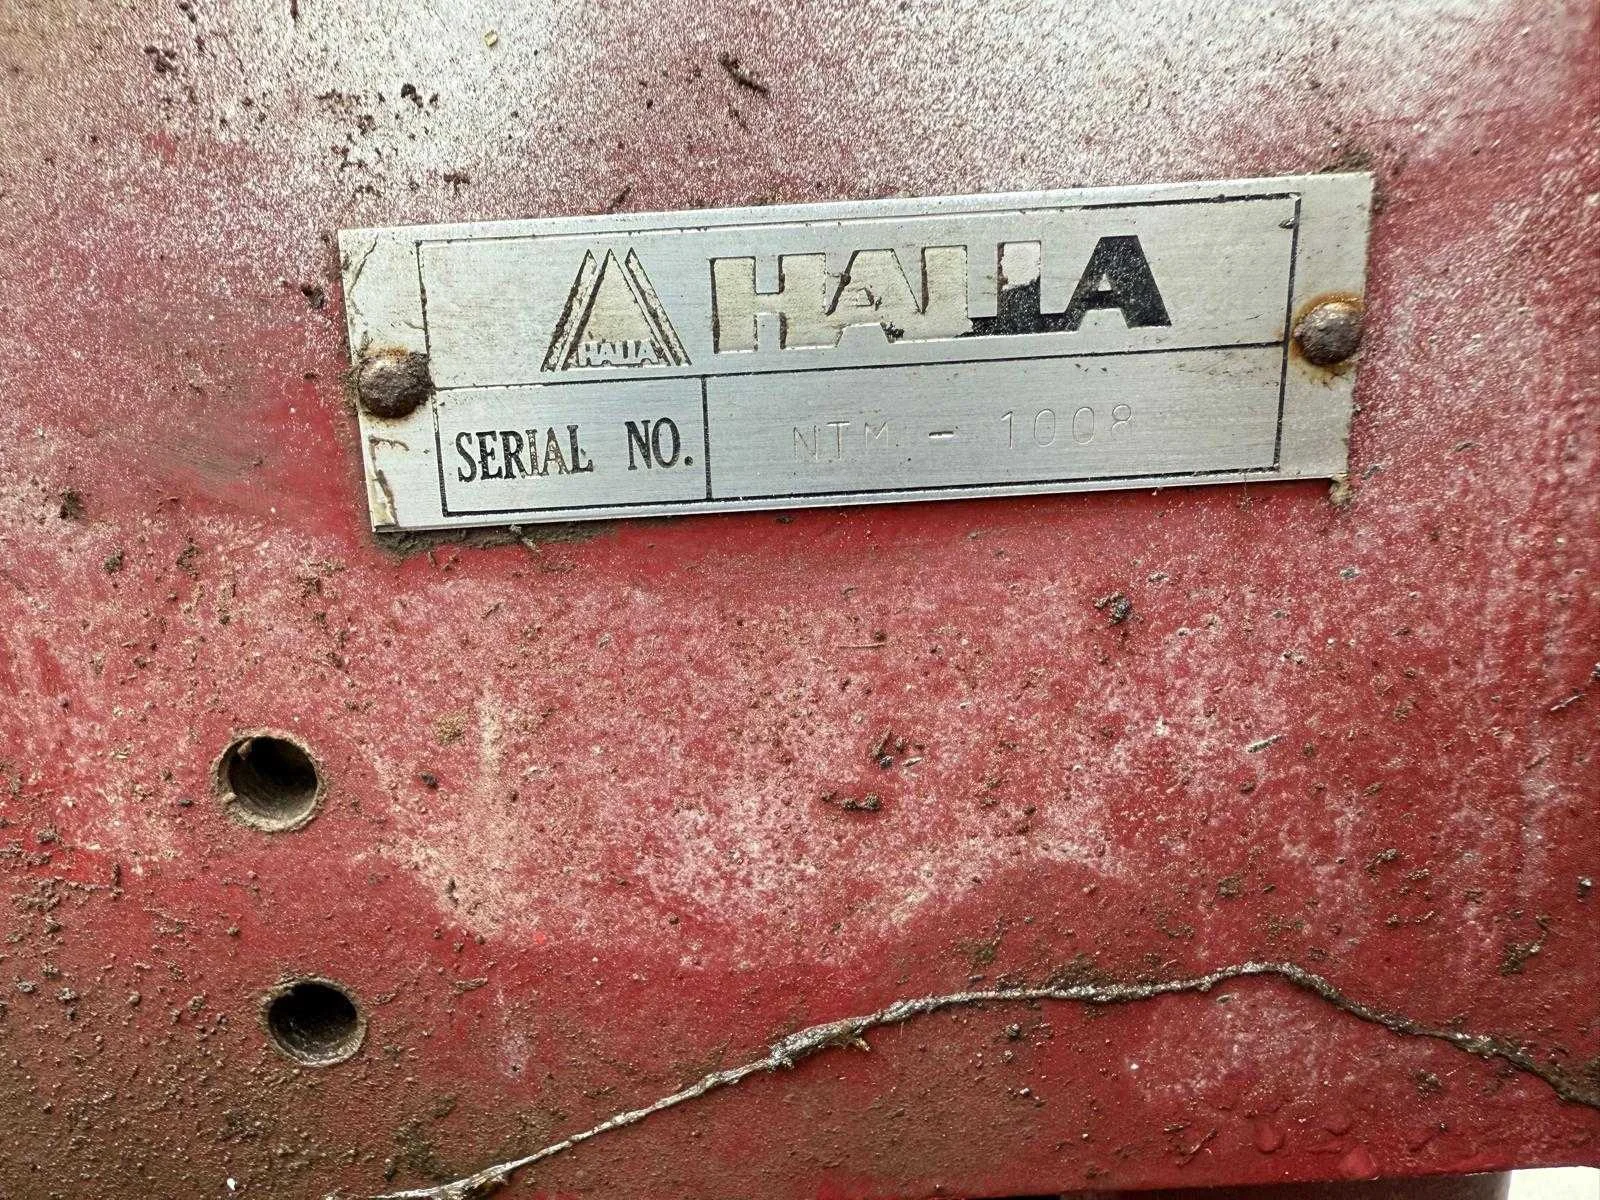 HALLA HALLA
SERIAL NO. NTM - 1008